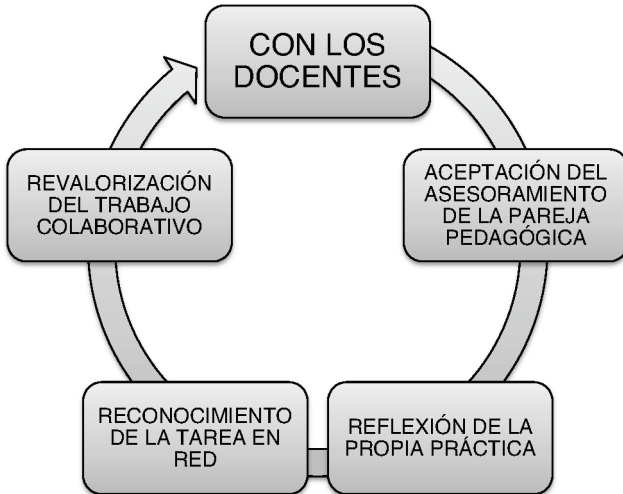 CON LOS
DOCENTES
ACEPTACIÓN DEL
ASESORAMIENTO
DE LA PAREJA
PEDAGÓGICA
REFLEXIÓN DE LA
PROPIA PRÁCTICA
RECONOCIMIENTO
DE LA TAREA EN
RED
REVALORIZACIÓN
DEL TRABAJO
COLABORATIVO